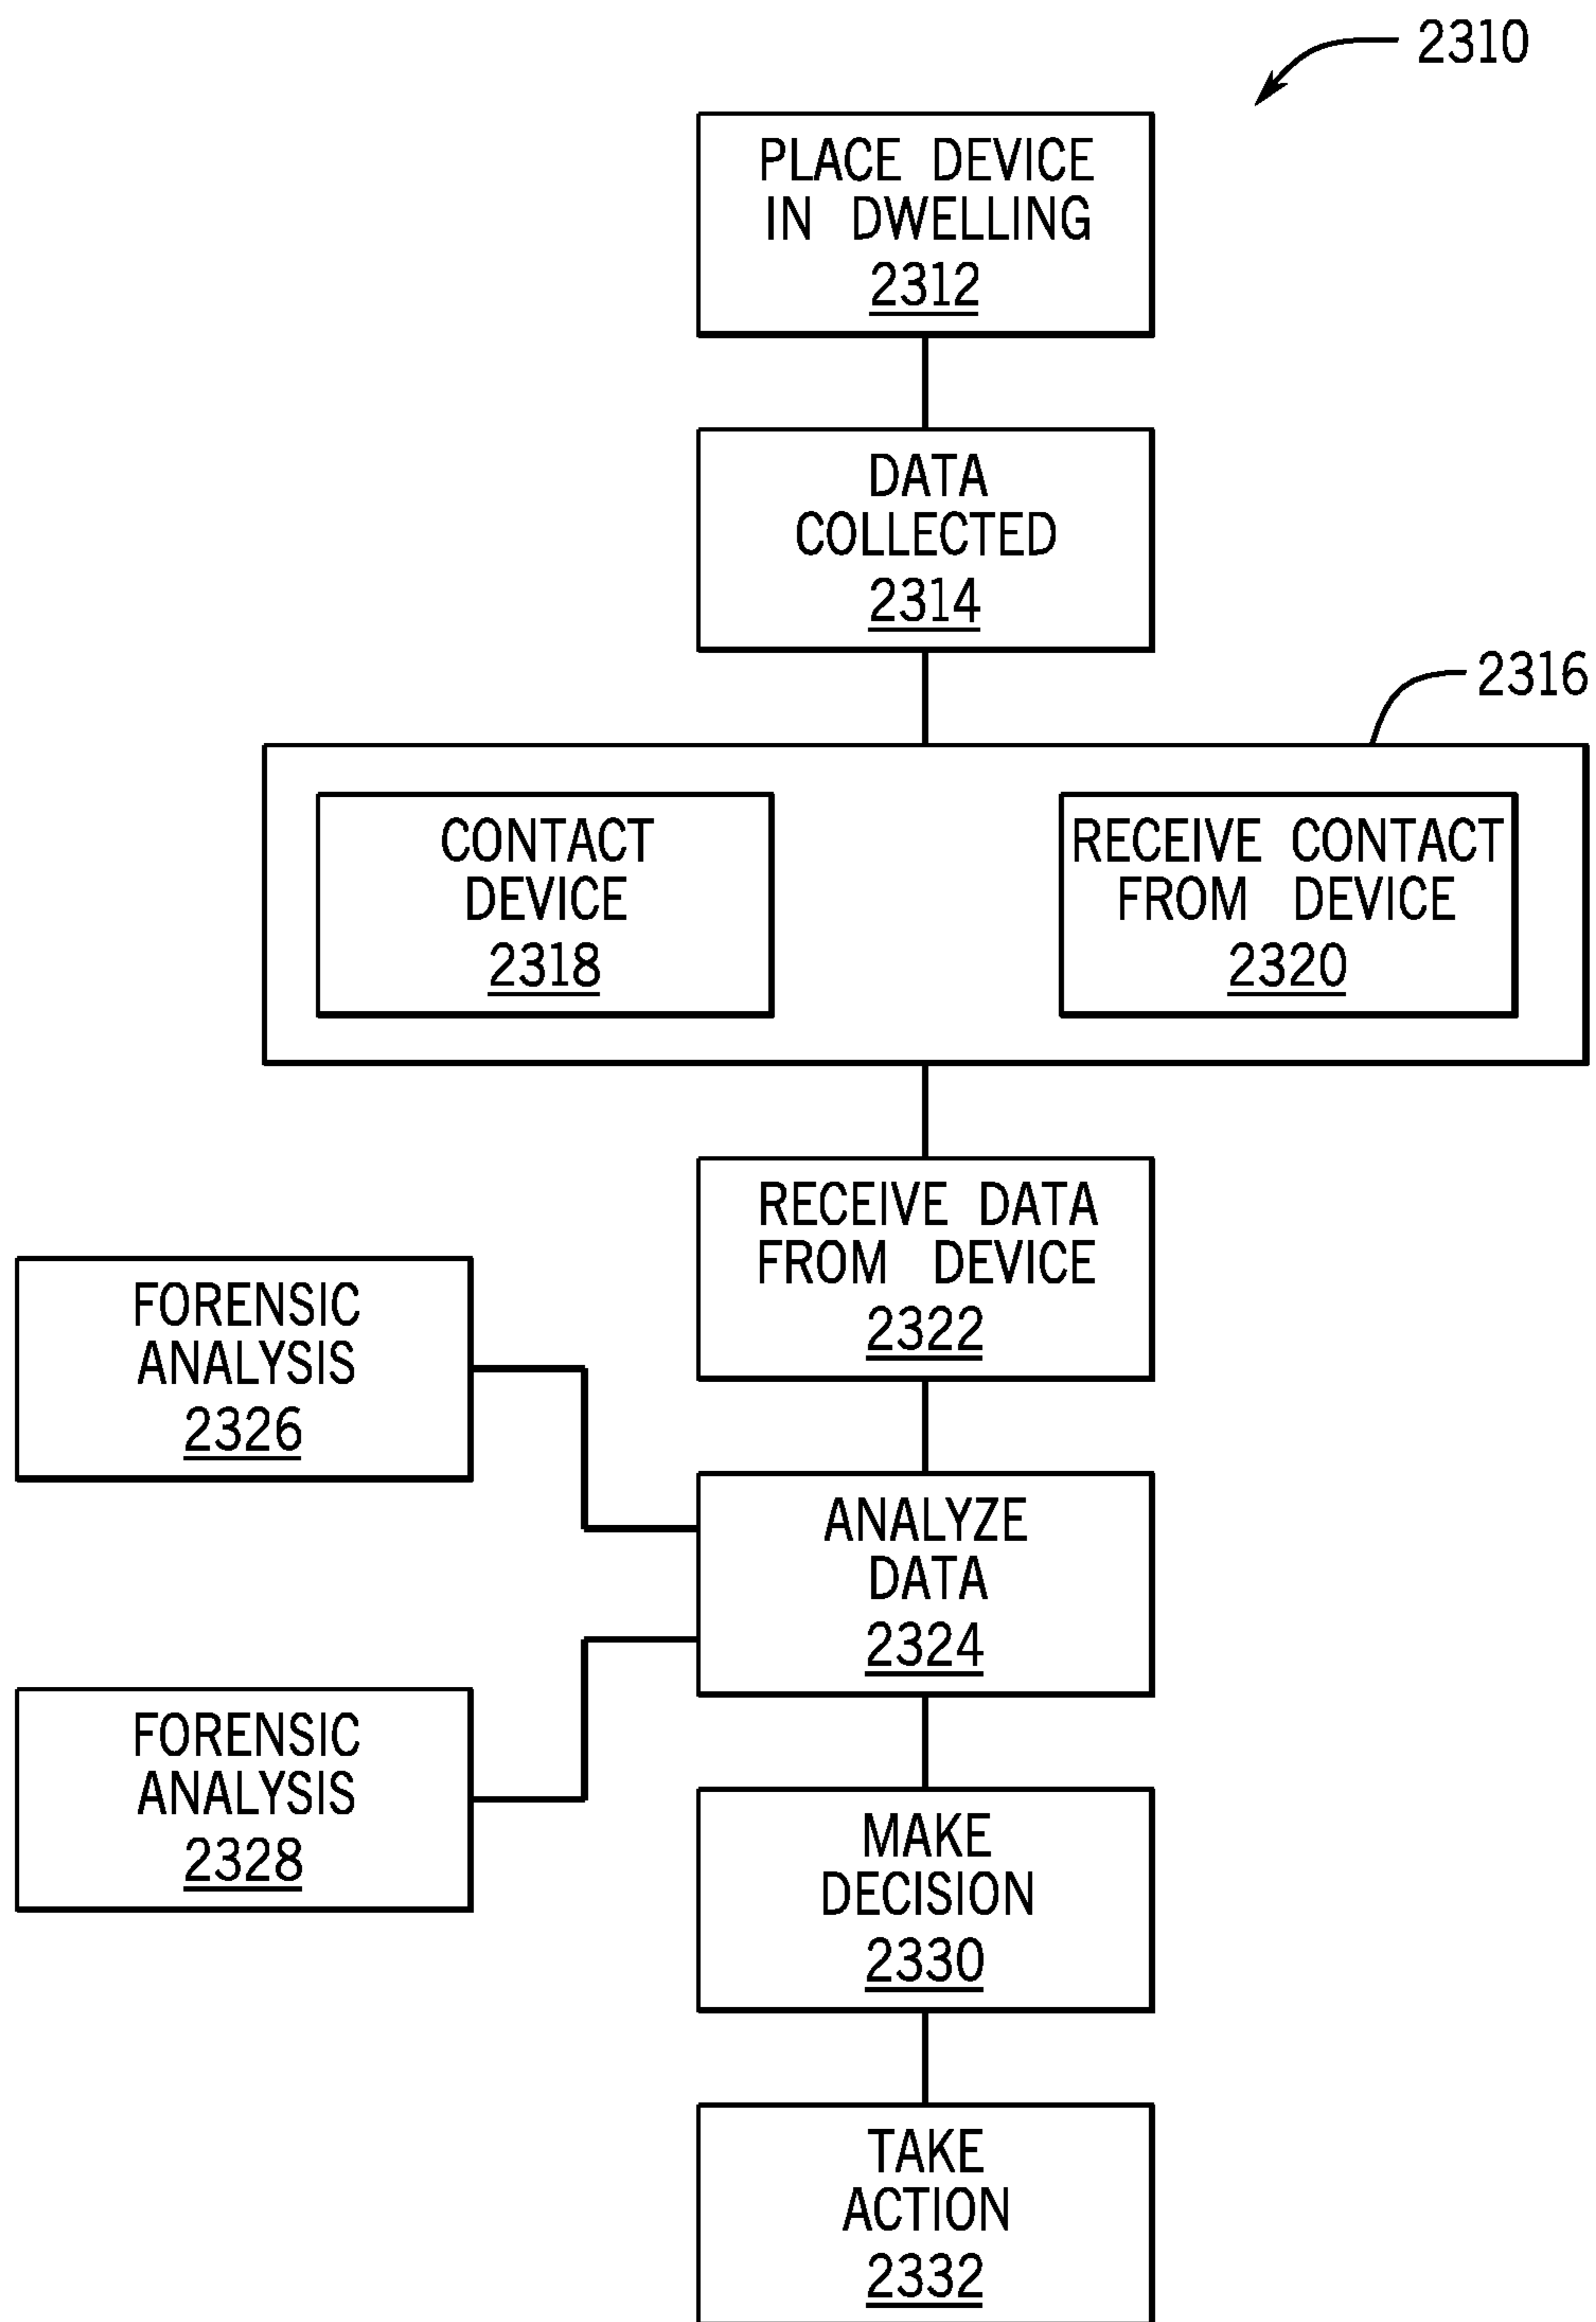 2310
PLACE DEVICE
IN DWELLING
2312
DATA
COLLECTED
2314
2316
CONTACT
DEVICE
2318
RECEIVE CONTACT
FROM DEVICE
2320
RECEIVE DATA
FROM DEVICE
2322
FORENSIC
ANALYSIS
2326
ANALYZE
DATA
2324
FORENSIC
ANALYSIS
2328
MAKE
DECISION
2330
TAKE
ACTION
2332